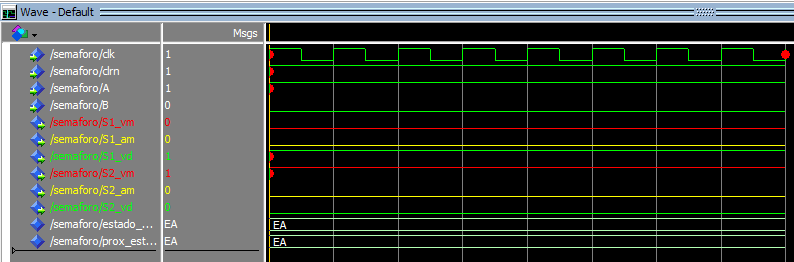 Wave - Default
Msgs
/semaforo/clk 1
/semaforo/clrn 1
/semaforo/A 1
/semaforo/B 0
/semaforo/S1_vm 0
/semaforo/S1_am 0
/semaforo/S1_vd 1
/semaforo/S2_vm 1
/semaforo/S2_am 0
/semaforo/S2_vd 0
/semaforo/estado_... EA EA
/semaforo/prox_est... EA EA